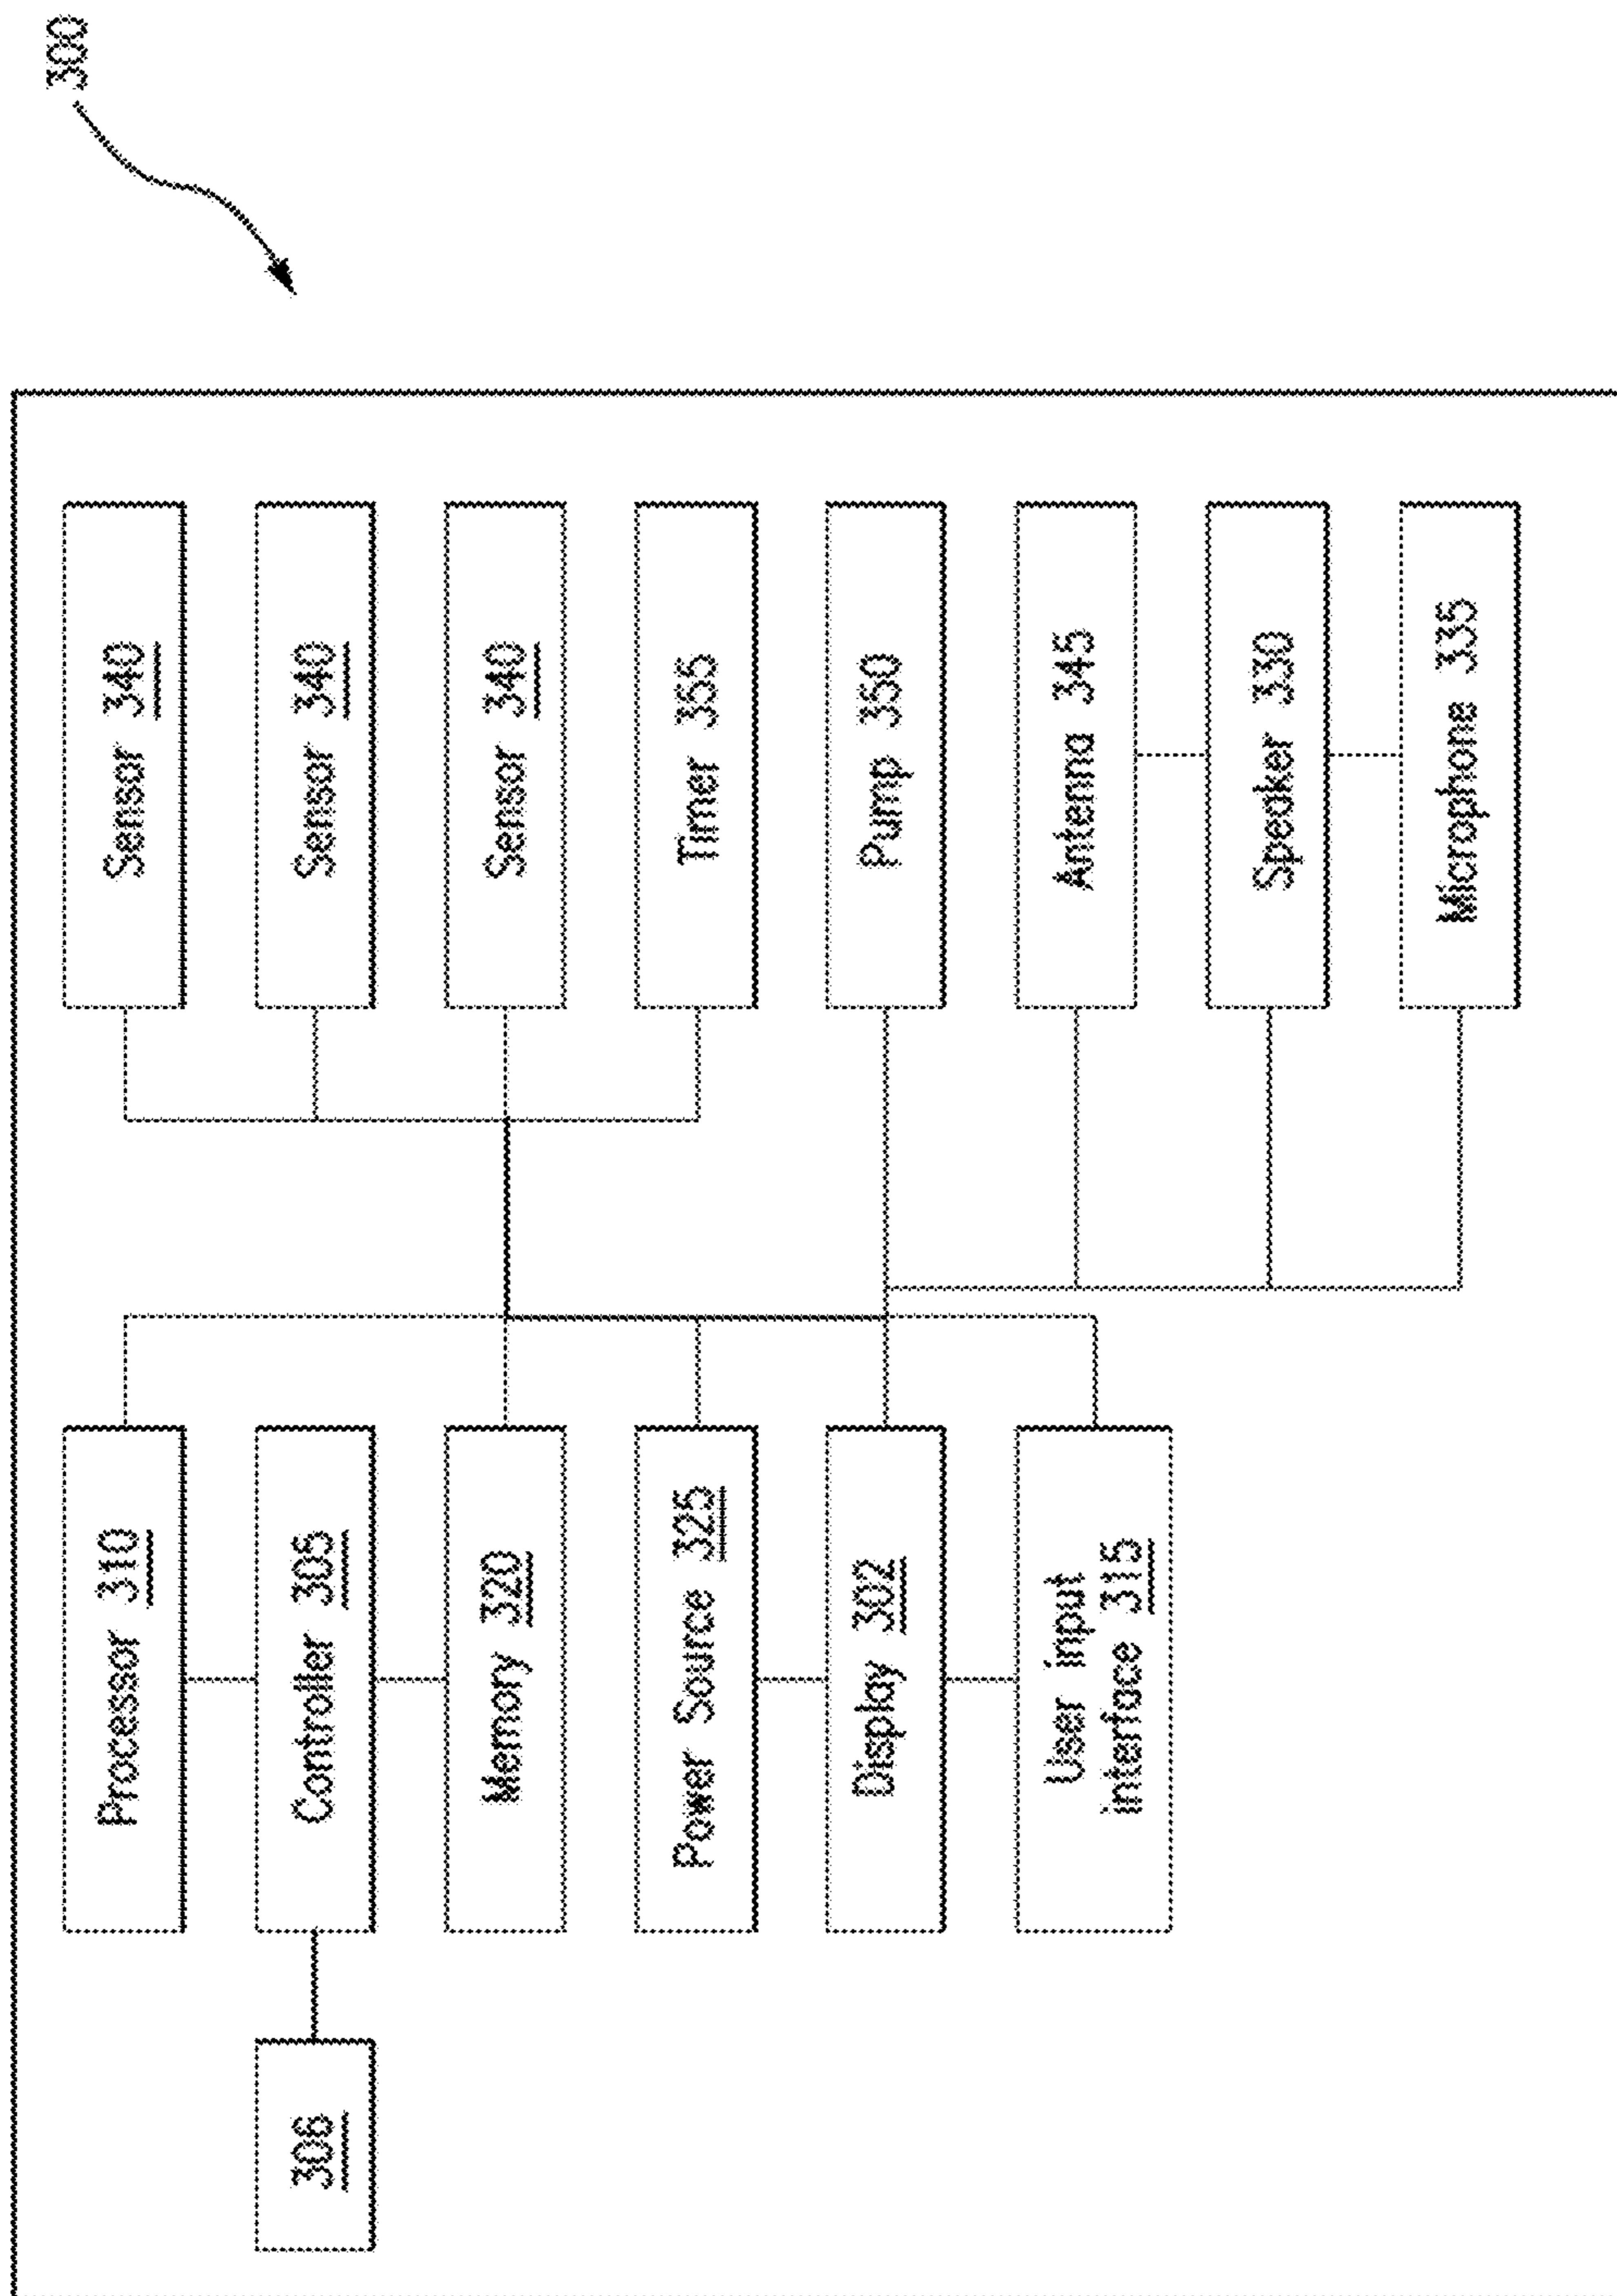 300
306
Processor 310
Controller 305
Memory 320
Power Source 325
Display 302
User input
interface 315
Sensor 340
Sensor 340
Sensor 340
Timer 355
Pump 350
Antenna 345
Speaker 330
Microphone 335